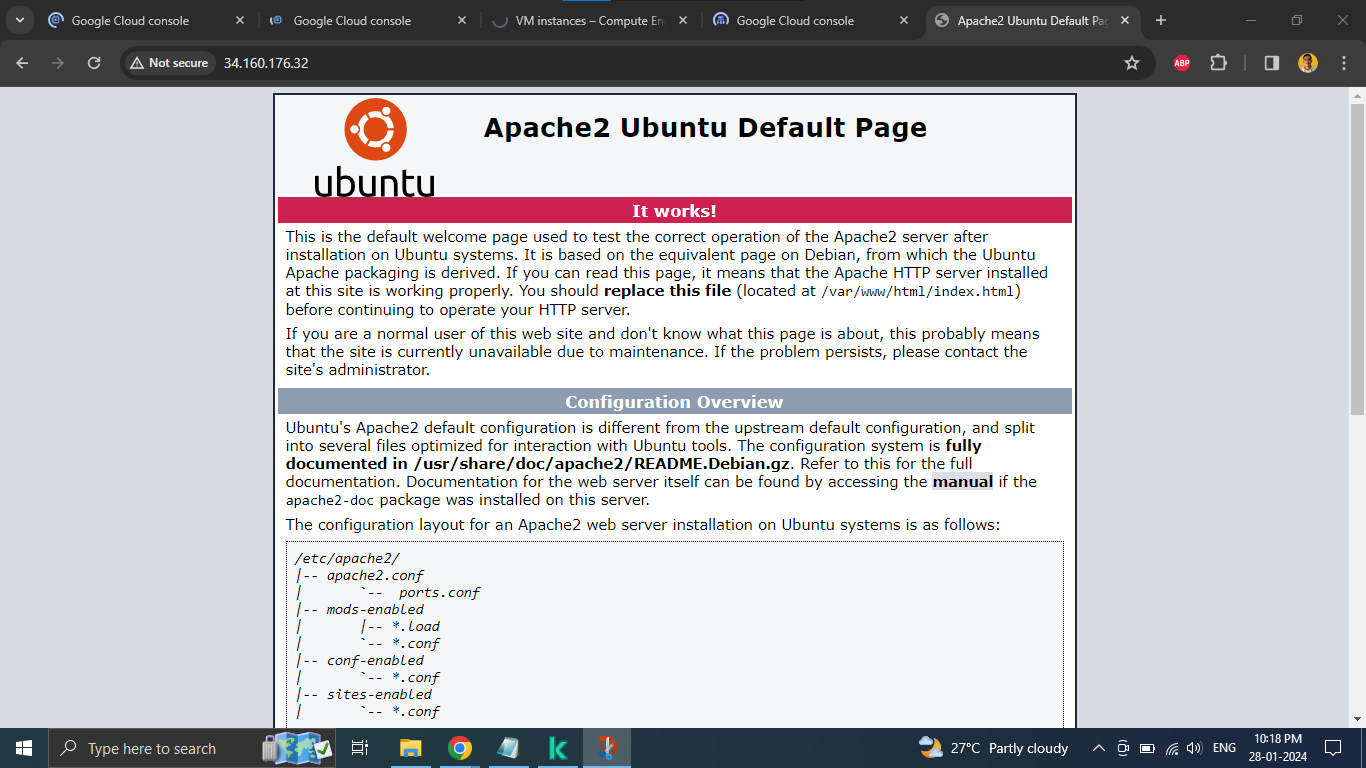 Google Cloud console
Google Cloud console
VM instances – Compute En
Google Cloud console
Apache2 Ubuntu Default Pag
Not secure
34.160.176.32
ABP
ubuntu
Apache2 Ubuntu Default Page
It works!
This is the default welcome page used to test the correct operation of the Apache2 server after
installation on Ubuntu systems. It is based on the equivalent page on Debian, from which the Ubuntu
Apache packaging is derived. If you can read this page, it means that the Apache HTTP server installed
at this site is working properly. You should replace this file (located at /var/www/html/index.html)
before continuing to operate your HTTP server.
If you are a normal user of this web site and don't know what this page is about, this probably means
that the site is currently unavailable due to maintenance. If the problem persists, please contact the
site's administrator.
Configuration Overview
Ubuntu's Apache2 default configuration is different from the upstream default configuration, and split
into several files optimized for interaction with Ubuntu tools. The configuration system is fully
documented in /usr/share/doc/apache2/README.Debian.gz. Refer to this for the full
documentation. Documentation for the web server itself can be found by accessing the manual if the
apache2-doc package was installed on this server.
The configuration layout for an Apache2 web server installation on Ubuntu systems is as follows:
/etc/apache2/
|-- apache2.conf
|       `--  ports.conf
|-- mods-enabled
|       |-- *.load
|       `-- *.conf
|-- conf-enabled
|       `-- *.conf
|-- sites-enabled
|       `-- *.conf
Type here to search
27°C Partly cloudy
ENG
10:18 PM
28-01-2024